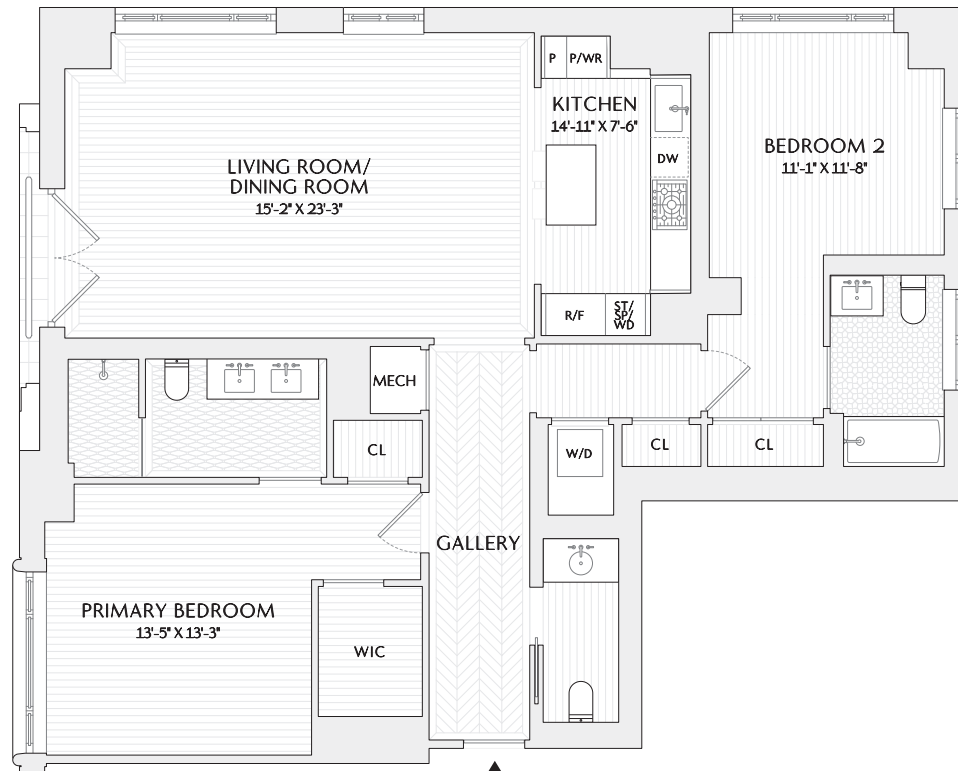 P
P/WR
KITCHEN
14'-11" X 7'-6"
DW
BEDROOM 2
11'-1" X 11'-8"
LIVING ROOM/
DINING ROOM
15'-2" X 23'-3"
R/F
ST/
SP/
WD
MECH
CL
W/D
CL
CL
GALLERY
PRIMARY BEDROOM
13'-5" X 13'-3"
WIC